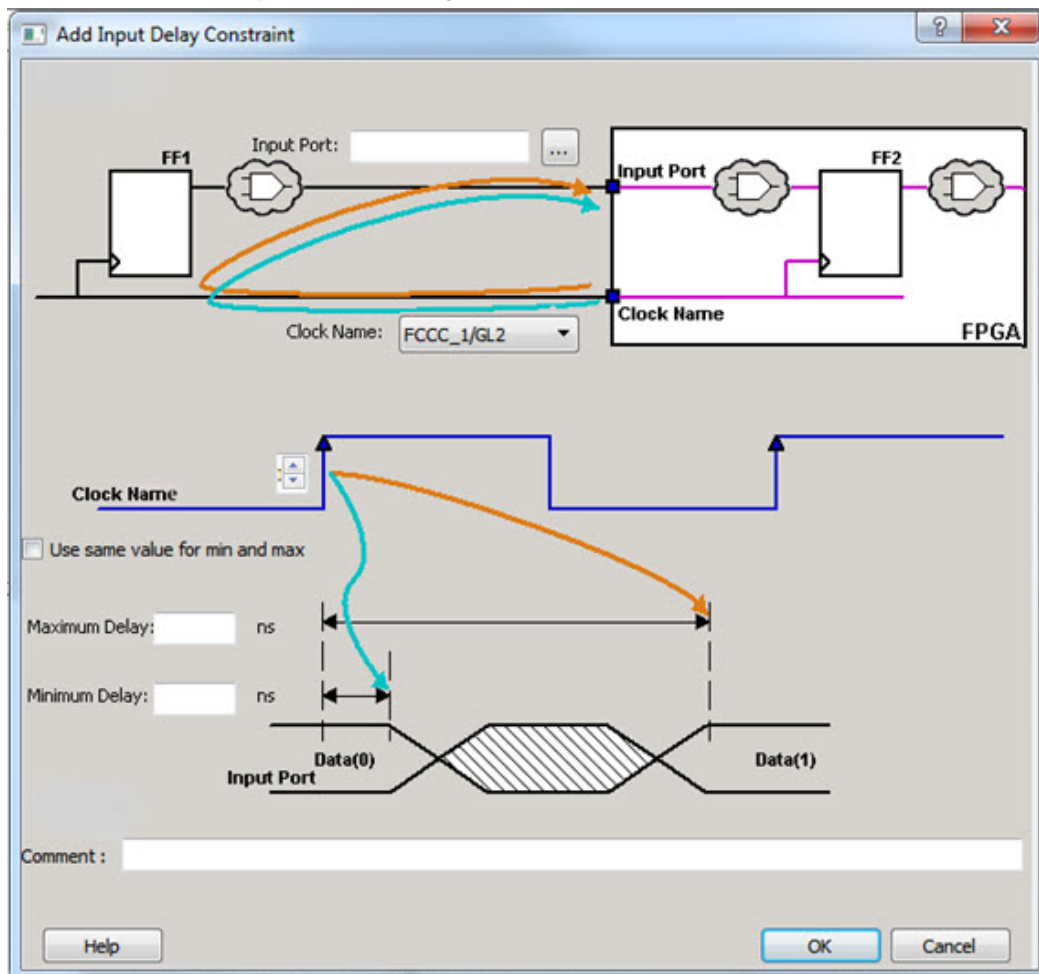 Add Input Delay Constraint
Input Port:
...
FF1
Input Port
FF2
Clock Name:
FCCC_1/GL2
Clock Name
FPGA
Clock Name
Use same value for min and max
Maximum Delay:
ns
Minimum Delay:
ns
Data(0)
Data(1)
Input Port
Comment :
Help
OK
Cancel